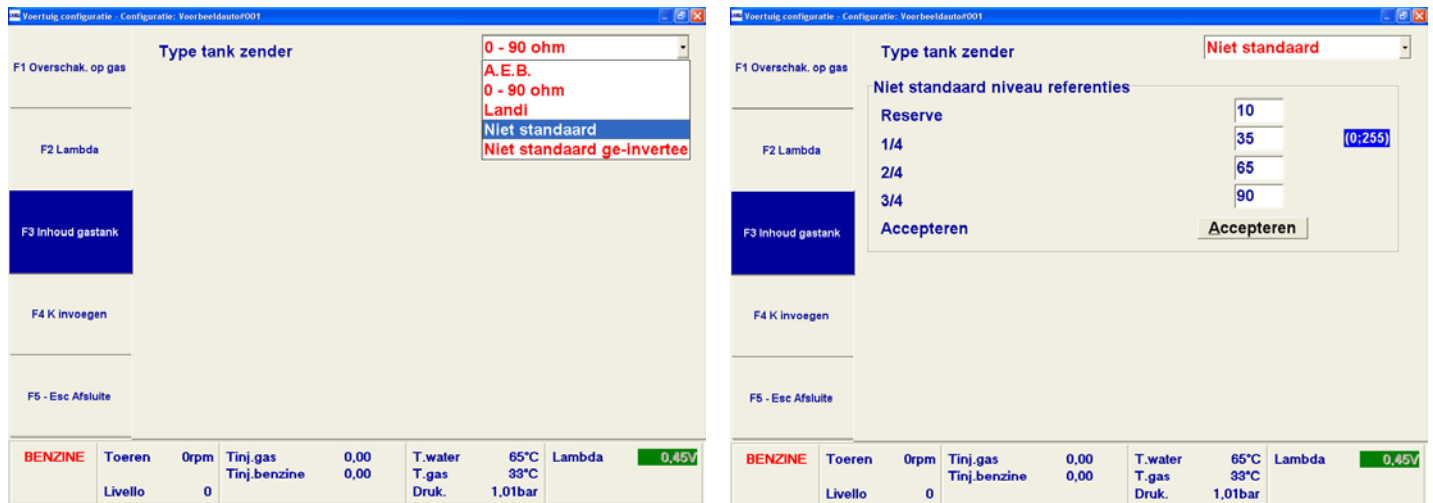 Voertuig configuratie - Configuratie: Voorbeeldauto#001
F1 Overschak. op gas
F2 Lambda
F3 Inhoud gastank
F4 K invoegen
F5 - Esc Afsluite
Type tank zender
0 - 90 ohm
A.E.B.
0 - 90 ohm
Landi
Niet standaard
Niet standaard ge-invertee
BENZINE Toeren 0rpm Tinj.gas 0,00 T.water 65°C Lambda 0,45V
Tinj.benzine 0,00 T.gas 33°C
Livello 0 Druk. 1,01bar
Voertuig configuratie - Configuratie: Voorbeeldauto#001
F1 Overschak. op gas
F2 Lambda
F3 Inhoud gastank
F4 K invoegen
F5 - Esc Afsluite
Type tank zender Niet standaard
Niet standaard niveau referenties
Reserve 10
1/4 35 (0;255)
2/4 65
3/4 90
Accepteren Accepteren
BENZINE Toeren 0rpm Tinj.gas 0,00 T.water 65°C Lambda 0,45V
Tinj.benzine 0,00 T.gas 33°C
Livello 0 Druk. 1,01bar